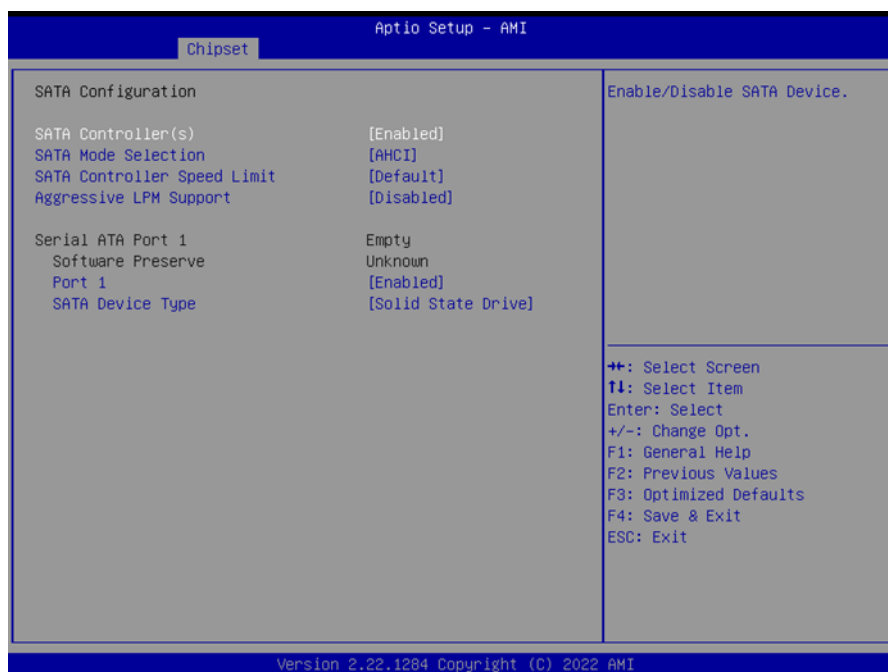 Aptio Setup - AMI
Chipset
SATA Configuration
SATA Controller(s) [Enabled]
SATA Mode Selection [AHCI]
SATA Controller Speed Limit [Default]
Aggressive LPM Support [Disabled]
Serial ATA Port 1 Empty
Software Preserve Unknown
Port 1 [Enabled]
SATA Device Type [Solid State Drive]
Enable/Disable SATA Device.
→←: Select Screen
↑↓: Select Item
Enter: Select
+/-: Change Opt.
F1: General Help
F2: Previous Values
F3: Optimized Defaults
F4: Save & Exit
ESC: Exit
Version 2.22.1284 Copyright (C) 2022 AMI